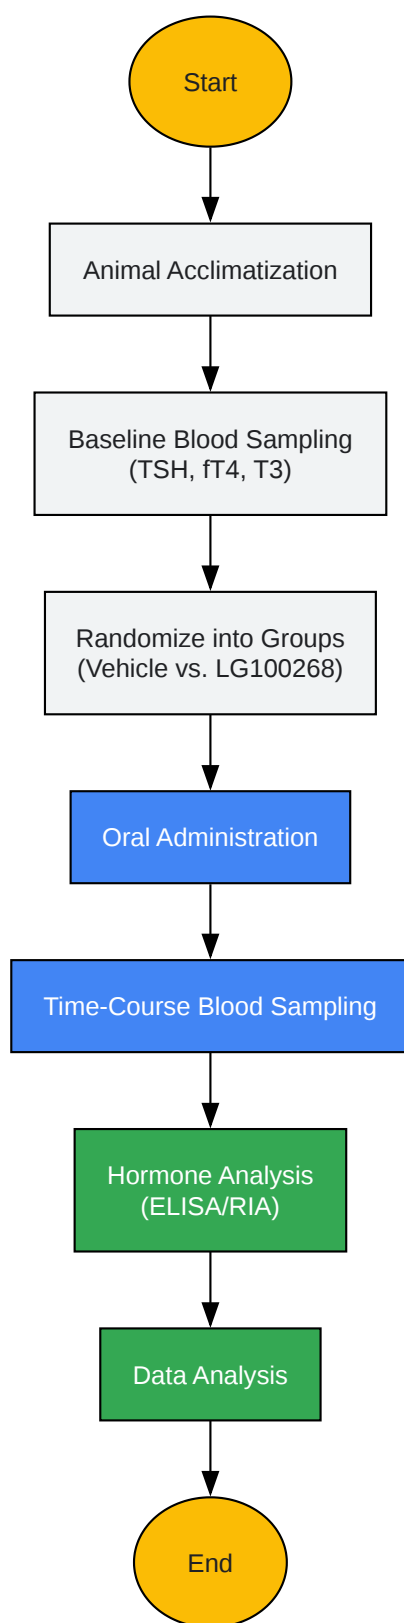 Start
Animal Acclimatization
Baseline Blood Sampling
(TSH, fT4, T3)
Randomize into Groups
(Vehicle vs. LG100268)
Oral Administration
Time-Course Blood Sampling
Hormone Analysis
(ELISA/RIA)
Data Analysis
End